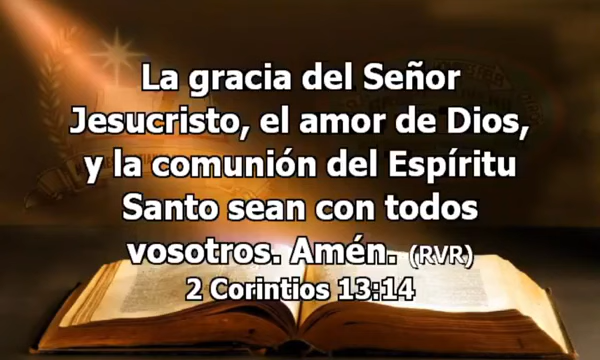 La gracia del Señor
Jesucristo, el amor de Dios,
y la comunión del Espíritu
Santo sean con todos
vosotros. Amén. (RVR)
2 Corintios 13:14